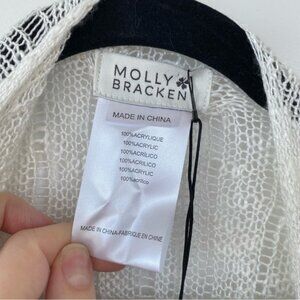 MOLLY
BRACKEN
MADE IN CHINA
100%ACRYLIQUE
100%ACRYLIC
100%ACRILICO
100%ACRÍLICO
100%ACRYLIC
100%acrilico
MADE IN CHINA-FABRIQUE EN CHINE